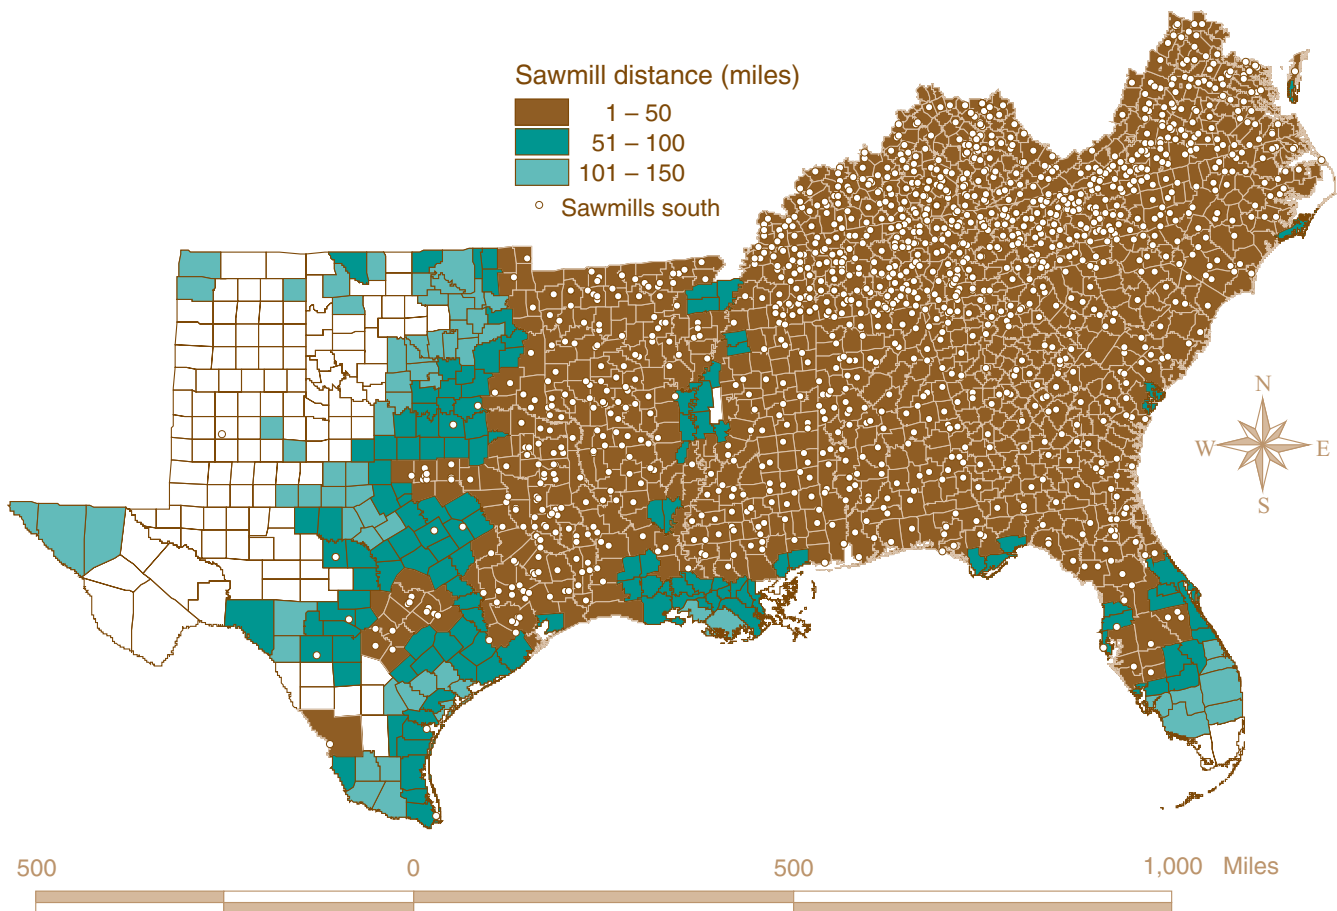 Sawmill distance (miles)
1 – 50
51 – 100
101 – 150
Sawmills south
N
W E
S
500 0 500 1,000 Miles